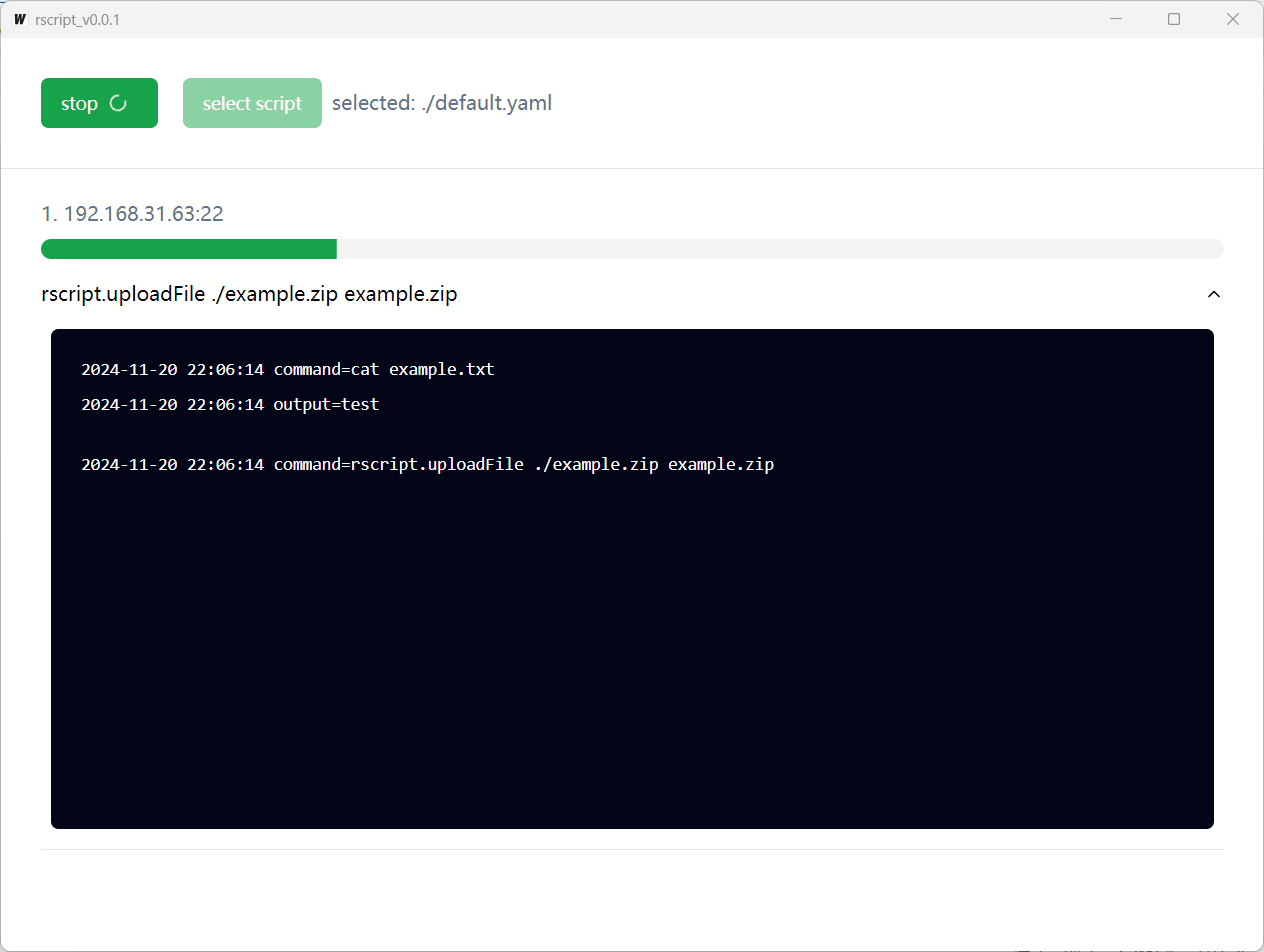 W rscript_v0.0.1
stop select script selected: ./default.yaml
1. 192.168.31.63:22
rscript.uploadFile ./example.zip example.zip
2024-11-20 22:06:14 command=cat example.txt
2024-11-20 22:06:14 output=test
2024-11-20 22:06:14 command=rscript.uploadFile ./example.zip example.zip